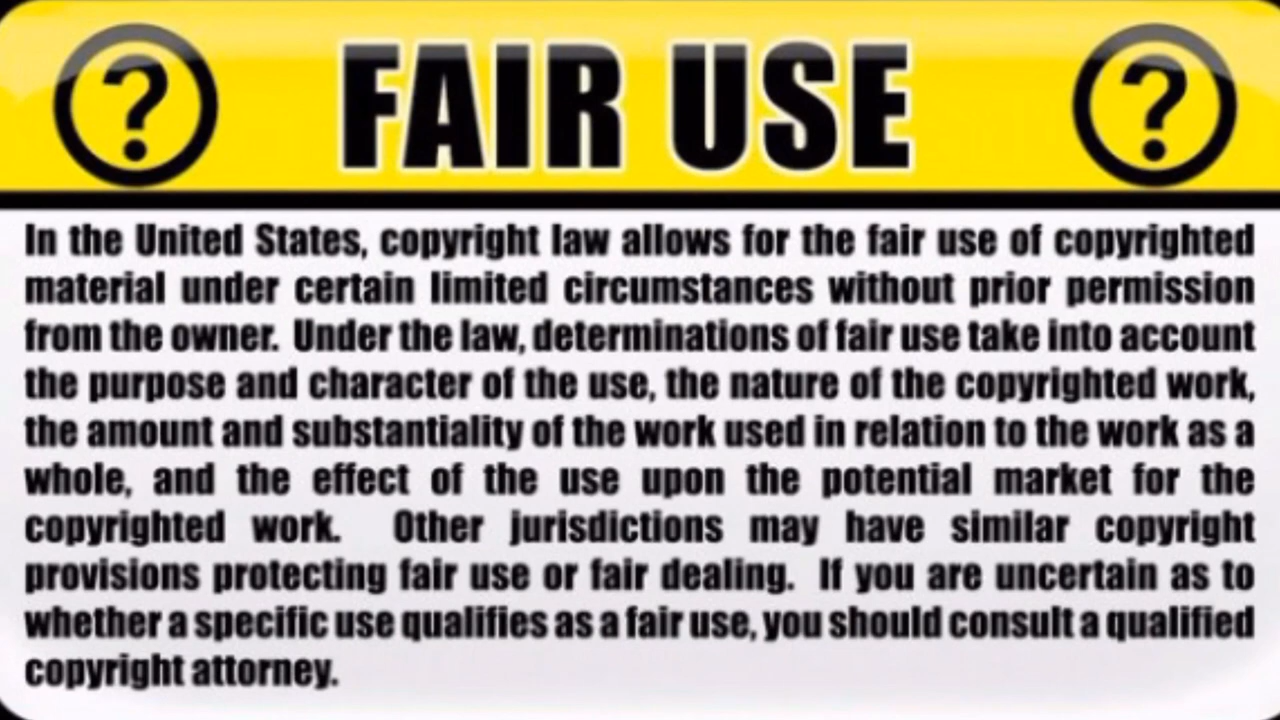 ? FAIR USE ?
In the United States, copyright law allows for the fair use of copyrighted
material under certain limited circumstances without prior permission
from the owner. Under the law, determinations of fair use take into account
the purpose and character of the use, the nature of the copyrighted work,
the amount and substantiality of the work used in relation to the work as a
whole, and the effect of the use upon the potential market for the
copyrighted work. Other jurisdictions may have similar copyright
provisions protecting fair use or fair dealing. If you are uncertain as to
whether a specific use qualifies as a fair use, you should consult a qualified
copyright attorney.